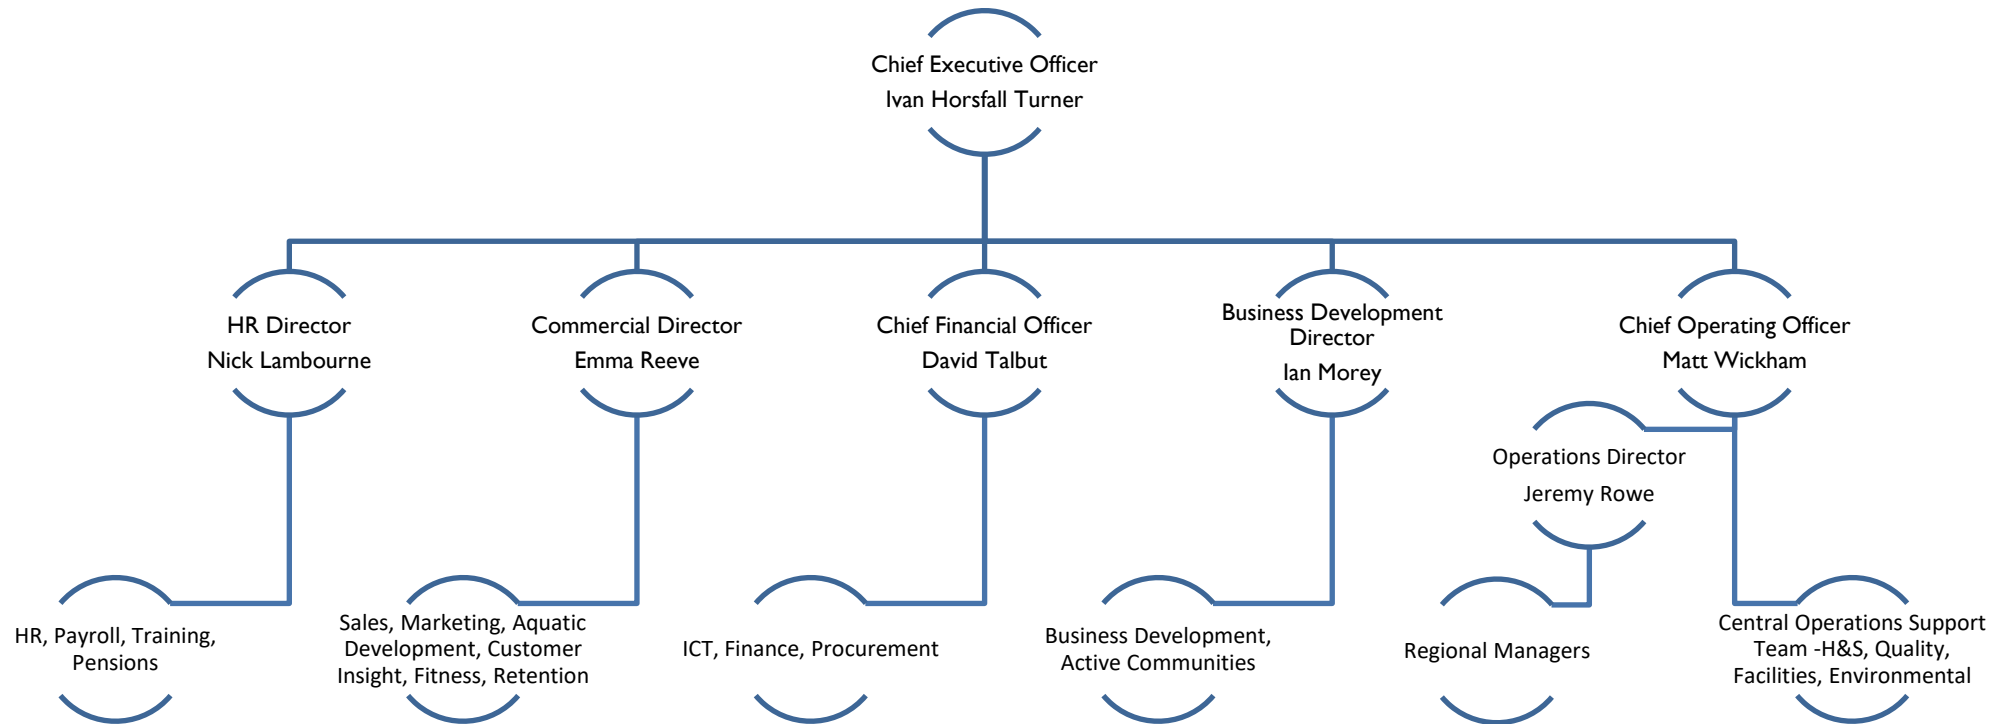 Chief Executive Officer
Ivan Horsfall Turner
HR Director
Nick Lambourne
Commercial Director
Emma Reeve
Chief Financial Officer
David Talbut
Business Development
Director
Ian Morey
Chief Operating Officer
Matt Wickham
Operations Director
Jeremy Rowe
HR, Payroll, Training,
Pensions
Sales, Marketing, Aquatic
Development, Customer
Insight, Fitness, Retention
ICT, Finance, Procurement
Business Development,
Active Communities
Regional Managers
Central Operations Support
Team -H&S, Quality,
Facilities, Environmental